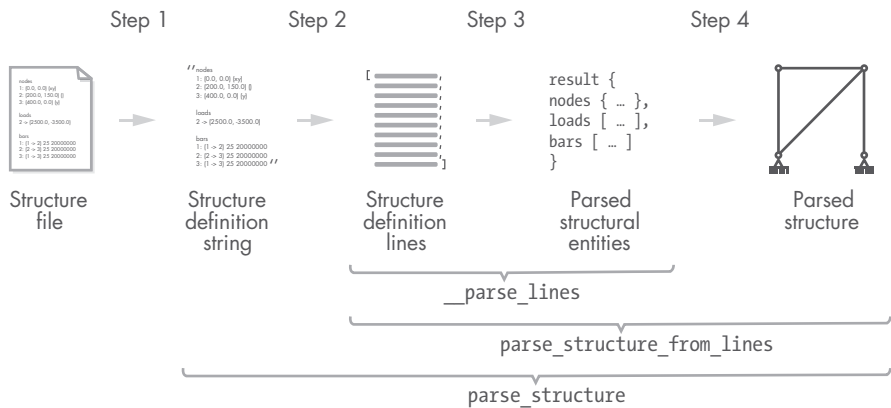 Step 1
Step 2
Step 3
Step 4
nodes
1: (0.0, 0.0) (xy)
2: (200.0, 150.0) ()
3: (400.0, 0.0) (y)
loads
2 -> (2500.0, -3500.0)
bars
1: (1 -> 2) 25 20000000
2: (2 -> 3) 25 20000000
3: (1 -> 3) 25 20000000
"nodes
1: (0.0, 0.0) (xy)
2: (200.0, 150.0) ()
3: (400.0, 0.0) (y)
loads
2 -> (2500.0, -3500.0)
bars
1: (1 -> 2) 25 20000000
2: (2 -> 3) 25 20000000
3: (1 -> 3) 25 20000000"
[
,
,
,
,
,
,
,
,
,
]
result {
nodes { … },
loads [ … ],
bars [ … ]
}
Structure
file
Structure
definition
string
Structure
definition
lines
Parsed
structural
entities
Parsed
structure
__parse_lines
parse_structure_from_lines
parse_structure